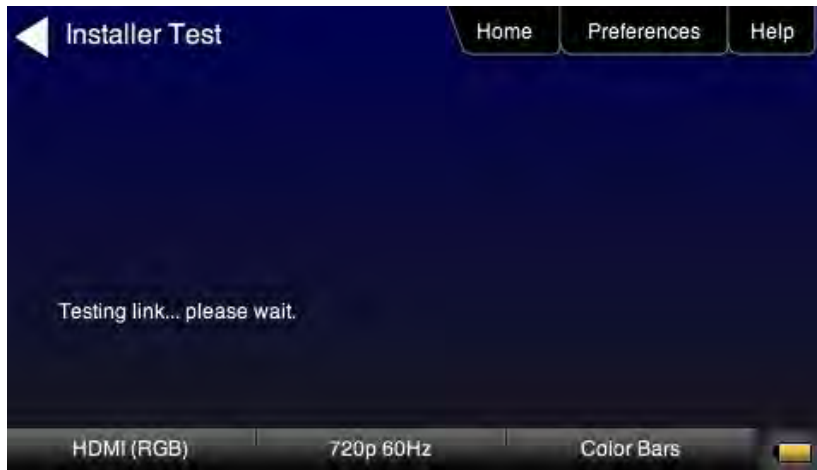 Installer Test
Home
Preferences
Help
Testing link... please wait.
HDMI (RGB)
720p 60Hz
Color Bars